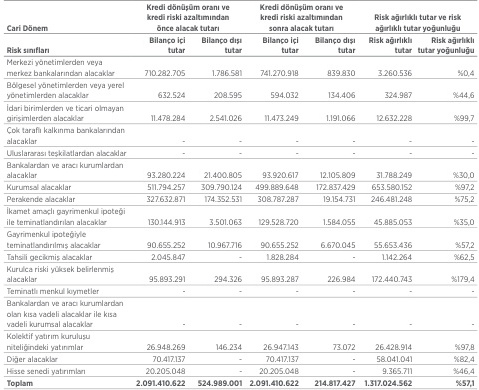 Kredi dönüşüm oranı ve Kredi dönüşüm oranı ve
kredi riski azaltımından kredi riski azaltımından Risk ağırlıklı tutar ve risk
Cari Dönem önce alacak tutarı sonra alacak tutarı ağırlıklı tutar yoğunluğu
Bilanço içi Bilanço dışı Bilanço içi Bilanço dışı Risk ağırlıklı Risk ağırlıklı
Risk sınıfları tutar tutar tutar tutar tutar tutar yoğunluğu
Merkezi yönetimlerden veya
merkez bankalarından alacaklar 710.282.705 1.786.581 741.270.918 839.830 3.260.536 %0,4
Bölgesel yönetimlerden veya yerel
yönetimlerden alacaklar 632.524 208.595 594.032 134.406 324.987 %44,6
İdari birimlerden ve ticari olmayan
girişimlerden alacaklar 11.478.284 2.541.026 11.473.249 1.191.066 12.632.228 %99,7
Çok taraflı kalkınma bankalarından
alacaklar - - - - - -
Uluslararası teşkilatlardan alacaklar - - - - - -
Bankalardan ve aracı kurumlardan
alacaklar 93.280.224 21.400.805 93.920.617 12.105.809 31.788.249 %30,0
Kurumsal alacaklar 511.794.257 309.790.124 499.889.648 172.837.429 653.580.152 %97,2
Perakende alacaklar 327.632.871 174.352.531 308.787.287 19.154.731 246.481.248 %75,2
İkamet amaçlı gayrimenkul ipoteği
ile teminatlandırılan alacaklar 130.144.913 3.501.063 129.528.720 1.584.055 45.885.053 %35,0
Gayrimenkul ipoteğiyle
teminatlandırılmış alacaklar 90.655.252 10.967.716 90.655.252 6.670.045 55.653.436 %57,2
Tahsili gecikmiş alacaklar 2.045.847 - 1.828.284 - 1.142.264 %62,5
Kurulca riski yüksek belirlenmiş
alacaklar 95.893.291 294.326 95.893.287 226.984 172.440.743 %179,4
Teminatlı menkul kıymetler - - - - - -
Bankalardan ve aracı kurumlardan
olan kısa vadeli alacaklar ile kısa
vadeli kurumsal alacaklar - - - - - -
Kolektif yatırım kuruluşu
niteliğindeki yatırımlar 26.948.269 146.234 26.947.143 73.072 26.428.914 %97,8
Diğer alacaklar 70.417.137 - 70.417.137 - 58.041.041 %82,4
Hisse senedi yatırımları 20.205.048 - 20.205.048 - 9.365.711 %46,4
Toplam 2.091.410.622 524.989.001 2.091.410.622 214.817.427 1.317.024.562 %57,1